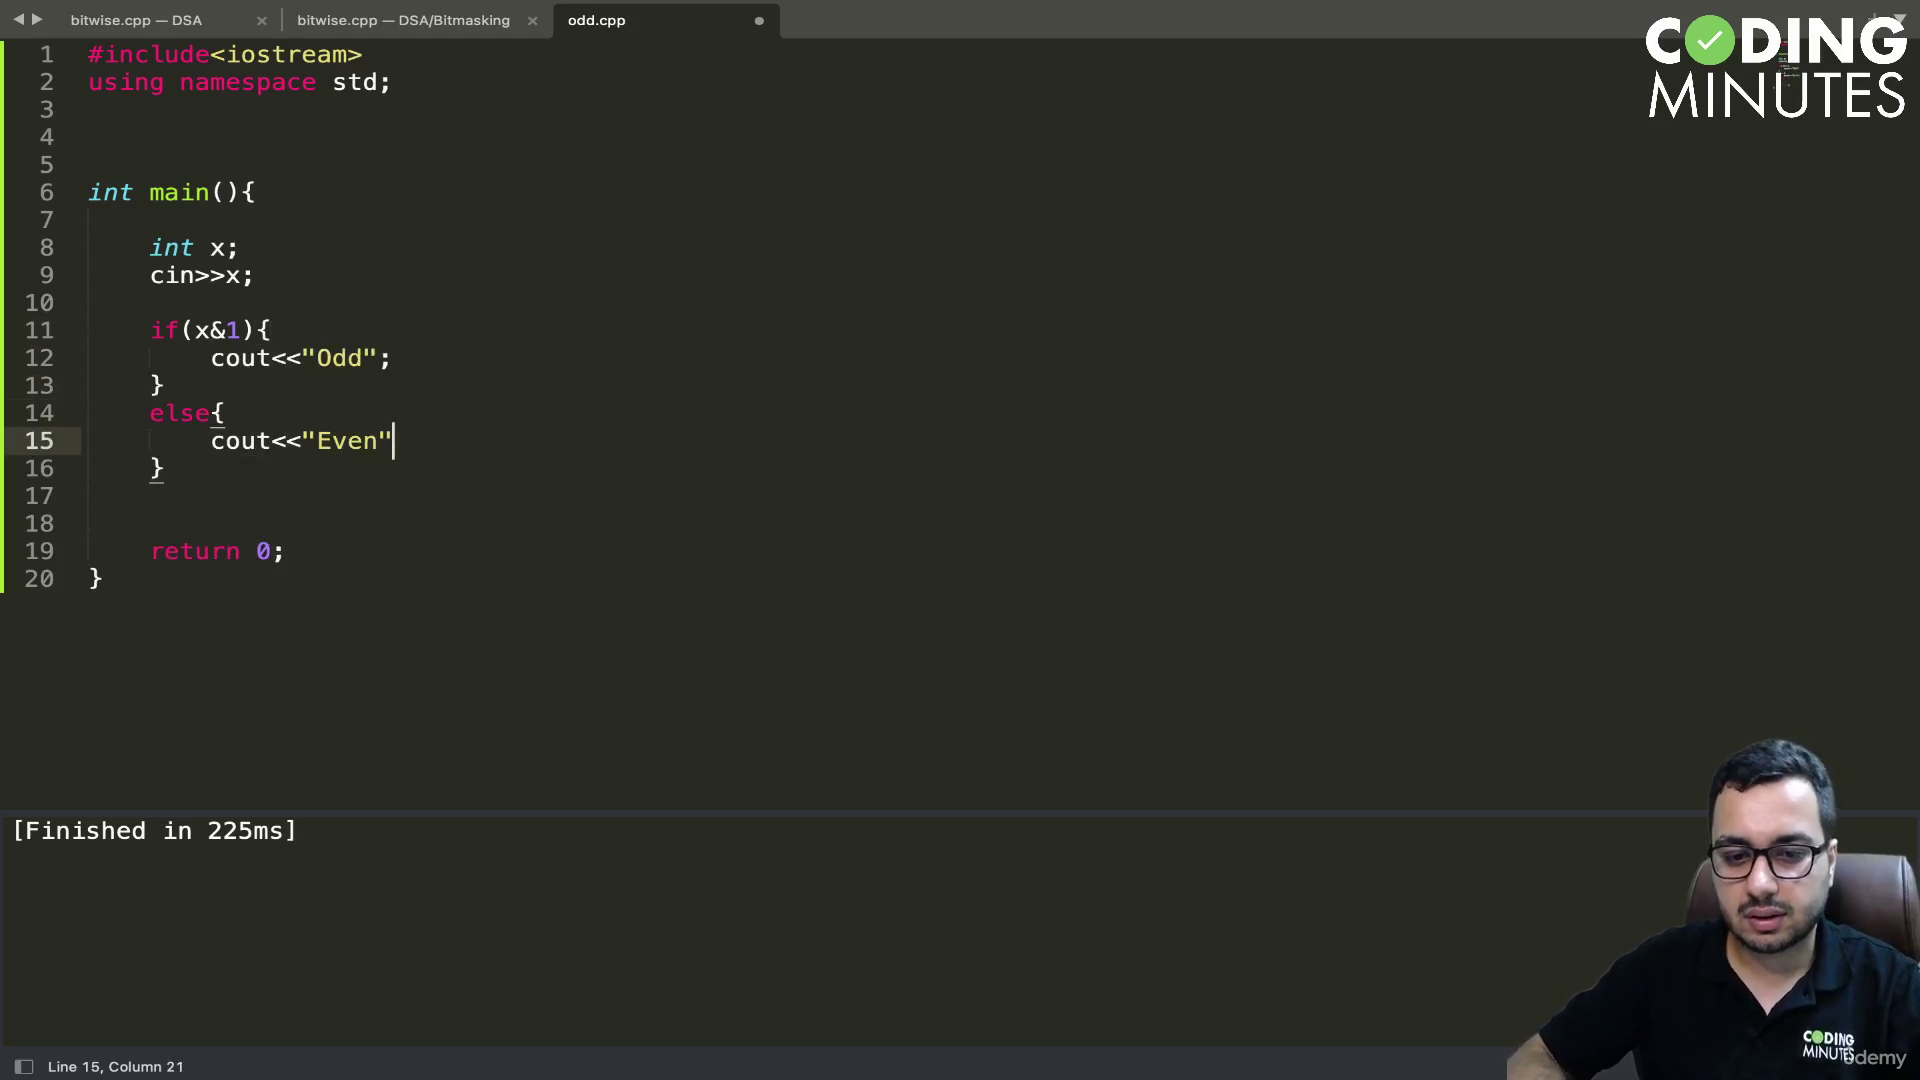 bitwise.cpp — DSA
bitwise.cpp — DSA/Bitmasking
odd.cpp
CODING
MINUTES
1 #include<iostream>
2 using namespace std;
3
4
5
6 int main(){
7
8 int x;
9 cin>>x;
10
11 if(x&1){
12 cout<<"Odd";
13 }
14 else{
15 cout<<"Even"
16 }
17
18
19 return 0;
20 }
[Finished in 225ms]
CODING
MINUTES
udemy
Line 15, Column 21